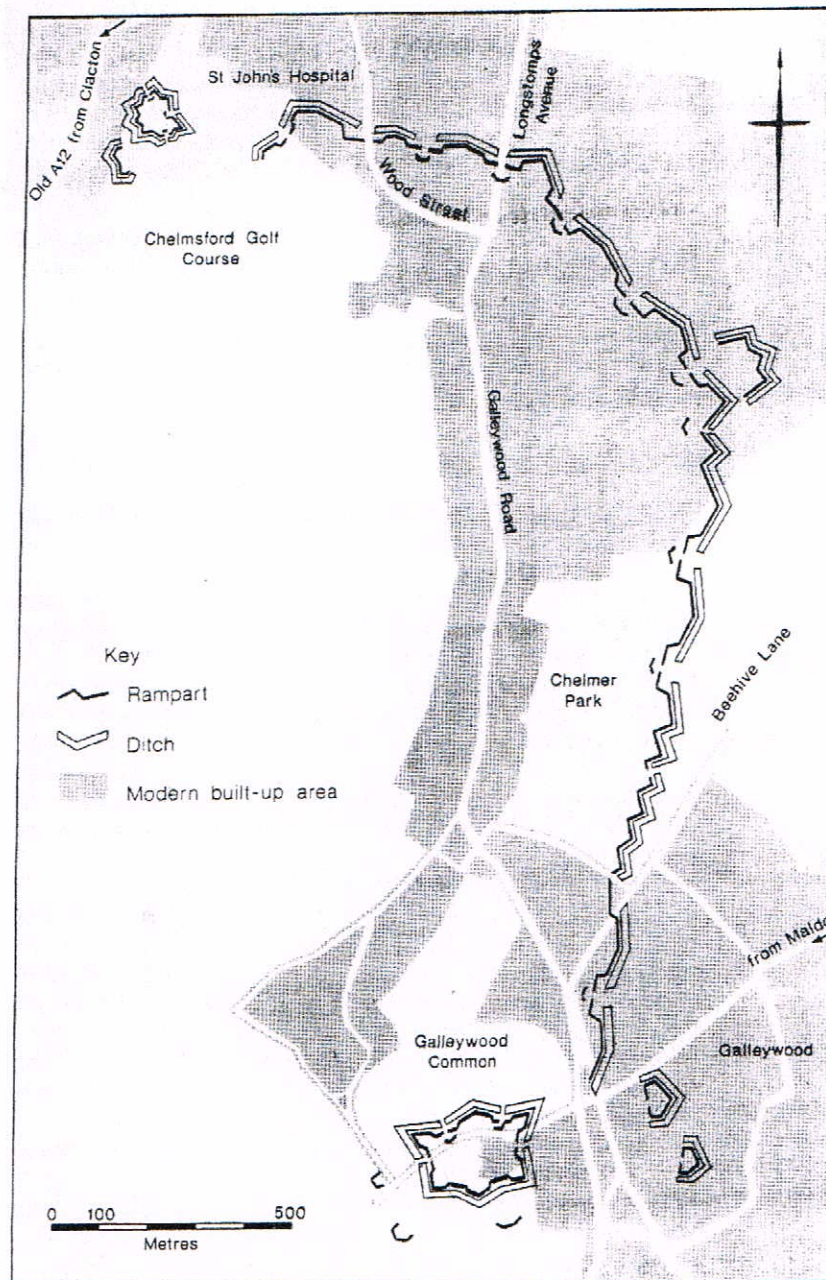 Old A12 from Clacton
St John's Hospital
Longstomps
Avenue
Wood Street
Chelmsford Golf
Course
Galleywood Road
Key
Rampart
Ditch
Modern built-up area
Chelmer
Park
Beehive Lane
from Maldo
Galleywood
Common
Galleywood
0 100 500
Metres